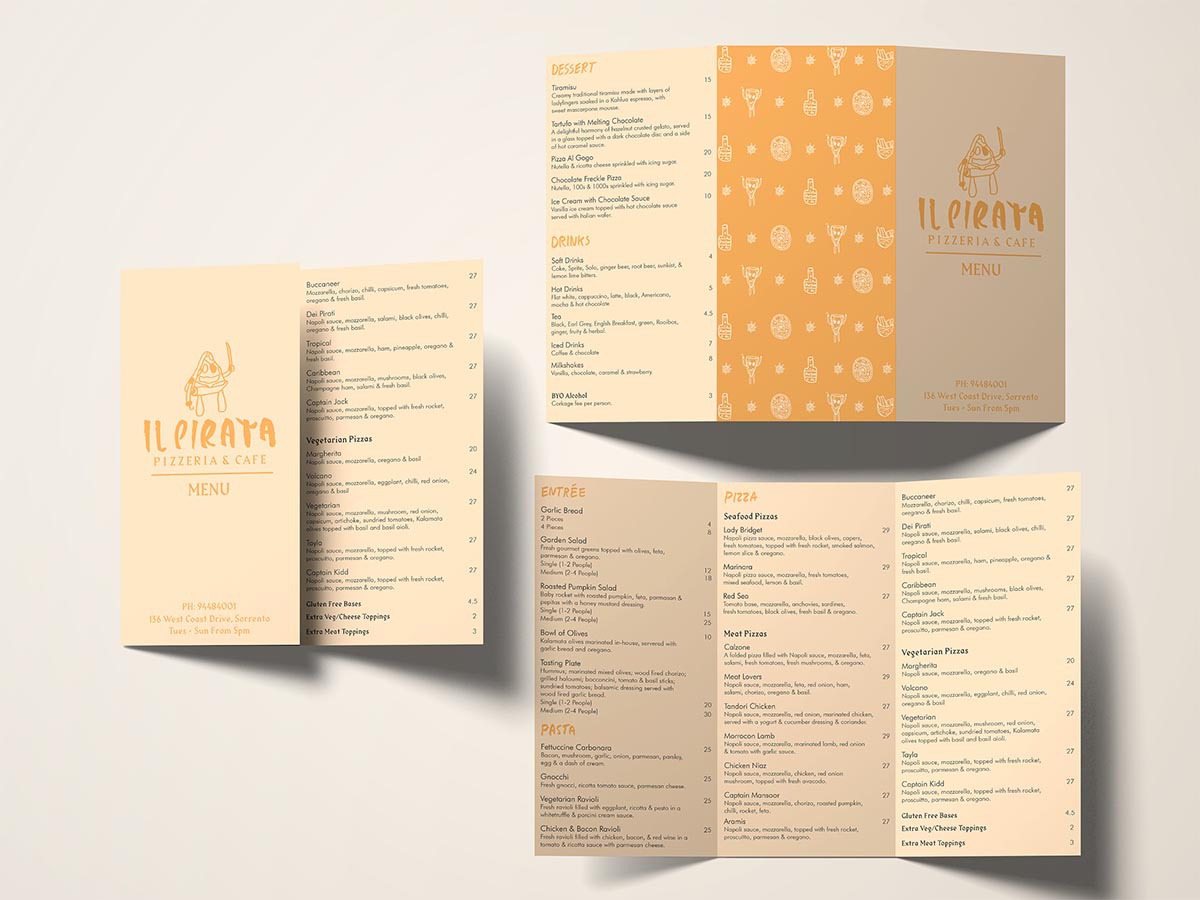 IL PIRATA
PIZZERIA & CAFE
MENU
PH: 94484001
136 West Coast Drive, Sorrento
Tues • Sun From 5pm
Buccaneer 27
Mozzarella, chorizo, chilli, capsicum, fresh tomatoes,
oregano & fresh basil.
Dei Pirati 27
Napoli sauce, mozzarella, salami, black olives, chilli,
oregano & fresh basil.
Tropical 27
Napoli sauce, mozzarella, ham, pineapple, oregano &
fresh basil.
Caribbean 27
Napoli sauce, mozzarella, mushrooms, black olives,
Champagne ham, salami & fresh basil.
Captain Jack 27
Napoli sauce, mozzarella, topped with fresh rocket,
proscuitto, parmesan & oregano.
Vegetarian Pizzas
Margherita 20
Napoli sauce, mozzarella, oregano & basil
Volcano 24
Napoli sauce, mozzarella, eggplant, chilli, red onion,
oregano & basil
Vegetarian 27
Napoli sauce, mozzarella, mushroom, red onion,
capsicum, artichoke, sundried tomatoes, Kalamata
olives topped with basil and basil aioli.
Tayla 27
Napoli sauce, mozzarella, topped with fresh rocket,
proscuitto, parmesan & oregano.
Captain Kidd 27
Napoli sauce, mozzarella, topped with fresh rocket,
proscuitto, parmesan & oregano.
Gluten Free Bases 4.5
Extra Veg/Cheese Toppings 2
Extra Meat Toppings 3
DESSERT
Tiramisu 15
Creamy traditional tiramisu made with layers of
ladyfingers soaked in a Kahlua espresso, with
sweet mascarpone mousse.
Tartufo with Melting Chocolate 15
A delightful harmony of hazelnut crusted gelato, served
in a glass topped with a dark chocolate disc and a side
of hot caramel sauce.
Pizza Al Gogo 20
Nutella & ricotta cheese sprinkled with icing sugar.
Chocolate Freckle Pizza 20
Nutella, 100s & 1000s sprinkled with icing sugar.
Ice Cream with Chocolate Sauce 10
Vanilla ice cream topped with hot chocolate sauce
served with Italian wafer.
DRINKS
Soft Drinks 4
Coke, Sprite, Solo, ginger beer, root beer, sunkist, &
lemon lime bitters.
Hot Drinks 5
Flat white, cappuccino, latte, black, Americano,
mocha & hot chocolate
Tea 4.5
Black, Earl Grey, English Breakfast, green, Rooibos,
ginger, fruity & herbal.
Iced Drinks 7
Coffee & chocolate
Milkshakes 8
Vanilla, chocolate, caramel & strawberry.
BYO Alcohol 3
Corkage fee per person.
IL PIRATA
PIZZERIA & CAFE
MENU
PH: 94484001
136 West Coast Drive, Sorrento
Tues • Sun From 5pm
ENTRÉE
Garlic Bread
2 Pieces 4
4 Pieces 8
Garden Salad
Fresh gourmet greens topped with olives, feta,
parmesan & oregano.
Single (1-2 People) 12
Medium (2-4 People) 18
Roasted Pumpkin Salad
Baby rocket with roasted pumpkin, feta, parmasan &
pepitas with a honey mustard dressing.
Single (1-2 People) 15
Medium (2-4 People) 25
Bowl of Olives 10
Kalamata olives marinated in-house, served with
garlic bread and oregano.
Tasting Plate
Hummus; marinated mixed olives; wood fired chorizo;
grilled haloumi; bocconcini, tomato & basil sticks;
sundried tomatoes; balsamic dressing served with
wood fired garlic bread.
Single (1-2 People) 20
Medium (2-4 People) 30
PASTA
Fettuccine Carbonara 25
Bacon, mushroom, garlic, onion, parmesan, parsley,
egg & a dash of cream.
Gnocchi 25
Fresh gnocci, ricotta tomato sauce, parmesan cheese.
Vegetarian Ravioli 25
Fresh ravioli filled with eggplant, ricotta & pesto in a
whitetruffle & porcini cream sauce.
Chicken & Bacon Ravioli 25
Fresh ravioli filled with chicken, bacon, & red wine in a
tomato & ricotta sauce with parmesan cheese.
PIZZA
Seafood Pizzas
Lady Bridget 29
Napoli pizza sauce, mozzarella, black olives, capers,
fresh tomatoes, topped with fresh rocket, smoked salmon,
lemon slice & oregano.
Marinara 29
Napoli pizza sauce, mozzarella, fresh tomatoes,
mixed seafood, lemon & basil.
Red Sea 27
Tomato base, mozzarella, anchovies, sardines,
fresh tomatoes, black olives, fresh basil & oregano.
Meat Pizzas
Calzone 27
A folded pizza filled with Napoli sauce, mozzarella, feta,
salami, fresh tomatoes, fresh mushrooms, & oregano.
Meat Lovers 29
Napoli sauce, mozzarella, feta, red onion, ham,
salami, chorizo, oregano & basil.
Tandori Chicken 27
Napoli sauce, mozzarella, red onion, marinated chicken,
served with a yogurt & cucumber dressing & coriander.
Morrocon Lamb 29
Napoli sauce, mozzarella, marinated lamb, red onion
& tomato with garlic sauce.
Chicken Niaz 27
Napoli sauce, mozzarella, chicken, red onion
mushroom, topped with fresh avacodo.
Captain Mansoor 27
Napoli sauce, mozzarella, chorizo, roasted pumpkin,
chilli, rocket, feta.
Aramis 27
Napoli sauce, mozzarella, topped with fresh rocket,
proscuitto, parmesan & oregano.
Buccaneer 27
Mozzarella, chorizo, chilli, capsicum, fresh tomatoes,
oregano & fresh basil.
Dei Pirati 27
Napoli sauce, mozzarella, salami, black olives, chilli,
oregano & fresh basil.
Tropical 27
Napoli sauce, mozzarella, ham, pineapple, oregano &
fresh basil.
Caribbean 27
Napoli sauce, mozzarella, mushrooms, black olives,
Champagne ham, salami & fresh basil.
Captain Jack 27
Napoli sauce, mozzarella, topped with fresh rocket,
proscuitto, parmesan & oregano.
Vegetarian Pizzas
Margherita 20
Napoli sauce, mozzarella, oregano & basil
Volcano 24
Napoli sauce, mozzarella, eggplant, chilli, red onion,
oregano & basil
Vegetarian 27
Napoli sauce, mozzarella, mushroom, red onion,
capsicum, artichoke, sundried tomatoes, Kalamata
olives topped with basil and basil aioli.
Tayla 27
Napoli sauce, mozzarella, topped with fresh rocket,
proscuitto, parmesan & oregano.
Captain Kidd 27
Napoli sauce, mozzarella, topped with fresh rocket,
proscuitto, parmesan & oregano.
Gluten Free Bases 4.5
Extra Veg/Cheese Toppings 2
Extra Meat Toppings 3